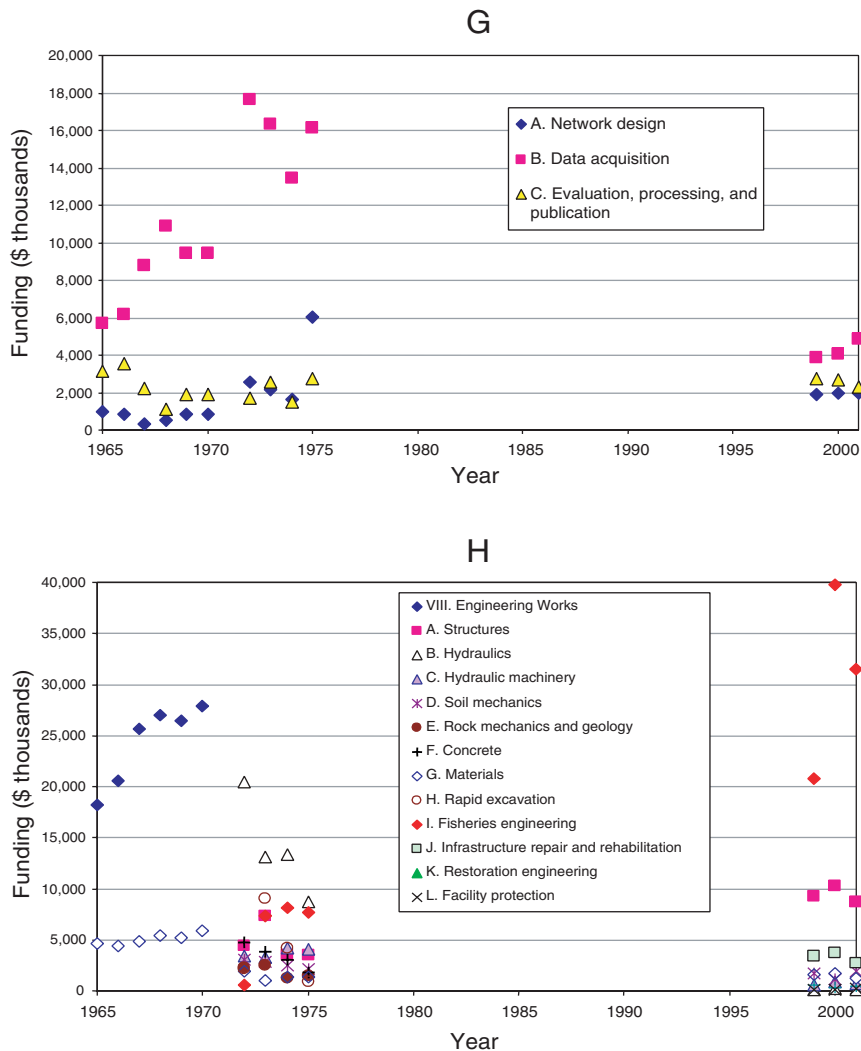 G
20,000
18,000
16,000
14,000
12,000
10,000
8,000
6,000
4,000
2,000
0
Funding ($ thousands)
A. Network design
B. Data acquisition
C. Evaluation, processing, and
publication
1965 1970 1975 1980 1985 1990 1995 2000
Year
H
40,000
35,000
30,000
25,000
20,000
15,000
10,000
5,000
0
Funding ($ thousands)
VIII. Engineering Works
A. Structures
B. Hydraulics
C. Hydraulic machinery
D. Soil mechanics
E. Rock mechanics and geology
F. Concrete
G. Materials
H. Rapid excavation
I. Fisheries engineering
J. Infrastructure repair and rehabilitation
K. Restoration engineering
L. Facility protection
1965 1970 1975 1980 1985 1990 1995 2000
Year